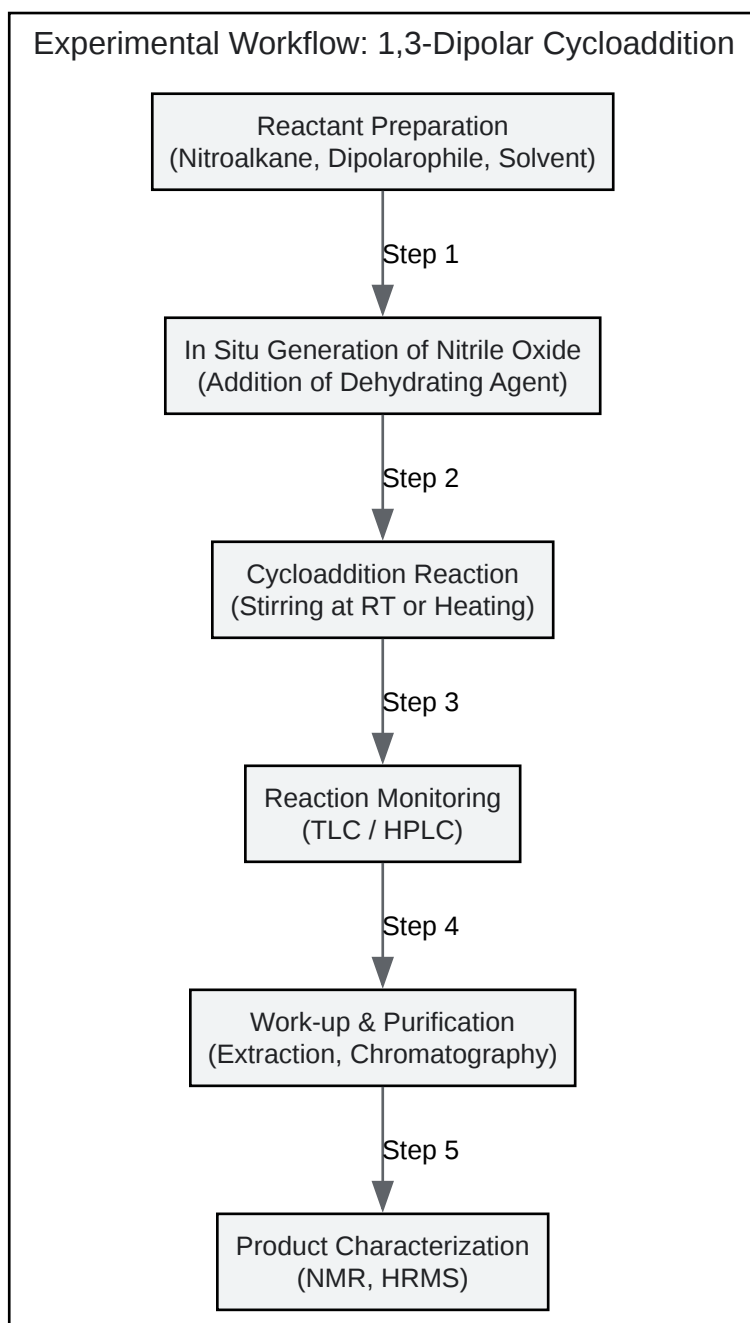 Experimental Workflow: 1,3-Dipolar Cycloaddition
Reactant Preparation
(Nitroalkane, Dipolarophile, Solvent)
Step 1
In Situ Generation of Nitrile Oxide
(Addition of Dehydrating Agent)
Step 2
Cycloaddition Reaction
(Stirring at RT or Heating)
Step 3
Reaction Monitoring
(TLC / HPLC)
Step 4
Work-up & Purification
(Extraction, Chromatography)
Step 5
Product Characterization
(NMR, HRMS)